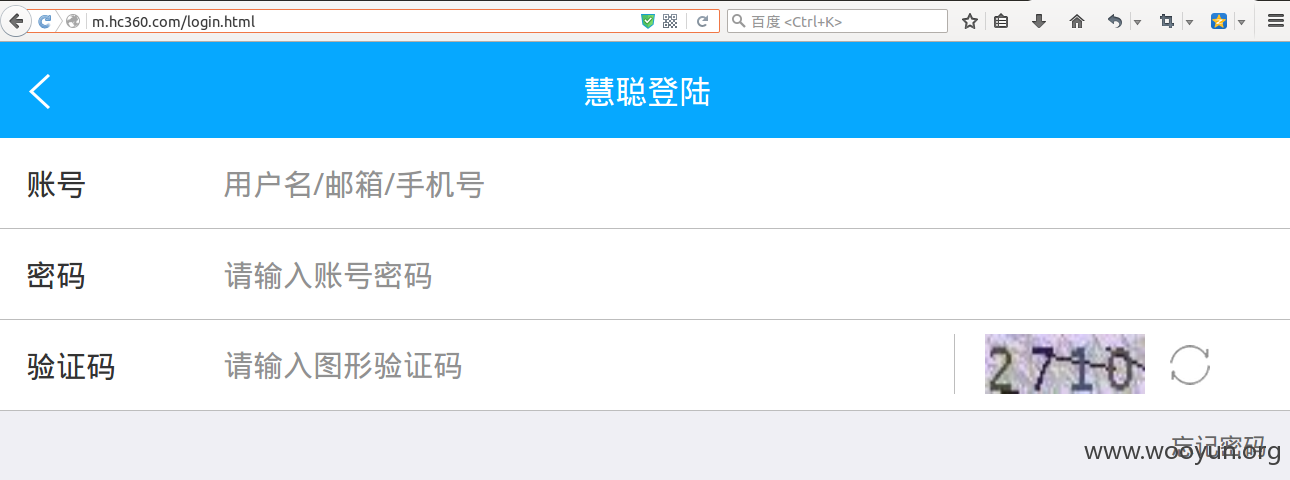 m.hc360.com/login.html
百度 <Ctrl+K>
慧聪登陆
账号 用户名/邮箱/手机号
密码 请输入账号密码
验证码 请输入图形验证码 2710
忘记密码
www.wooyun.org